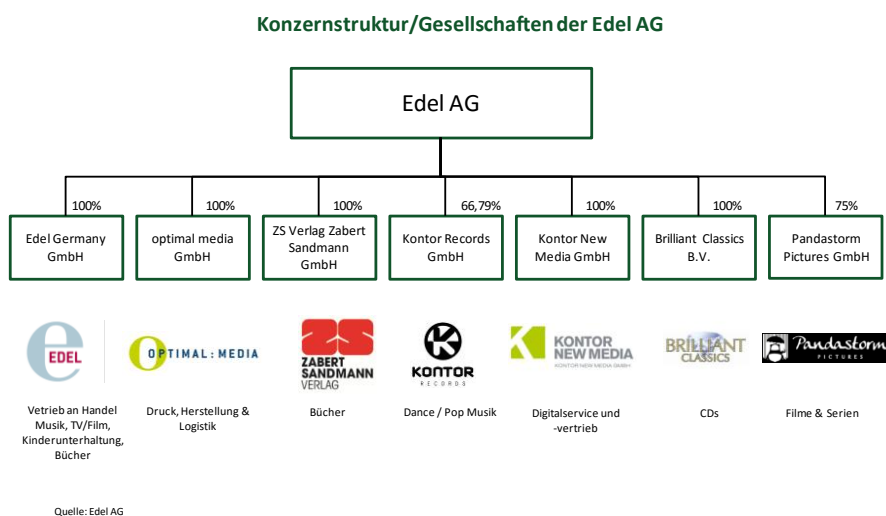 Konzernstruktur/Gesellschaften der Edel AG
Edel AG
100%
100%
100%
66,79%
100%
100%
75%
Edel Germany
GmbH
optimal media
GmbH
ZS Verlag Zabert
Sandmann
GmbH
Kontor Records
GmbH
Kontor New
Media GmbH
Brilliant Classics
B.V.
Pandastorm
Pictures GmbH
e
EDEL
OPTIMAL:MEDIA
ZABERT
SANDMANN
VERLAG
KONTOR
RECORDS
KONTOR
NEW MEDIA
KONTOR NEW MEDIA GMBH
BRILLIANT
CLASSICS
Pandastorm
PICTURES
Vetrieb an Handel
Musik, TV/Film,
Kinderunterhaltung,
Bücher
Druck, Herstellung &
Logistik
Bücher
Dance / Pop Musik
Digitalservice und
-vertrieb
CDs
Filme & Serien
Quelle: Edel AG